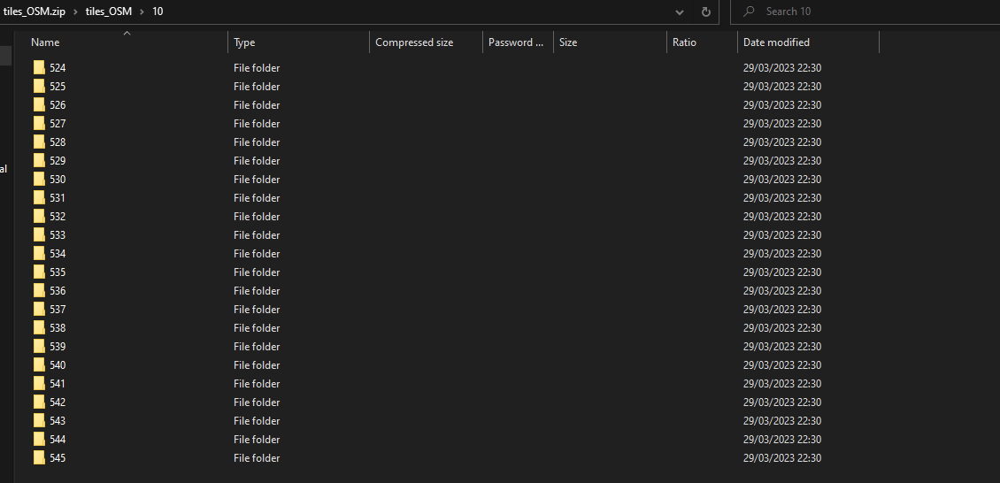 tiles_OSM.zip > tiles_OSM > 10 Search 10
Name Type Compressed size Password ... Size Ratio Date modified
524 File folder 29/03/2023 22:30
525 File folder 29/03/2023 22:30
526 File folder 29/03/2023 22:30
527 File folder 29/03/2023 22:30
528 File folder 29/03/2023 22:30
529 File folder 29/03/2023 22:30
al
530 File folder 29/03/2023 22:30
531 File folder 29/03/2023 22:30
532 File folder 29/03/2023 22:30
533 File folder 29/03/2023 22:30
534 File folder 29/03/2023 22:30
535 File folder 29/03/2023 22:30
536 File folder 29/03/2023 22:30
537 File folder 29/03/2023 22:30
538 File folder 29/03/2023 22:30
539 File folder 29/03/2023 22:30
540 File folder 29/03/2023 22:30
541 File folder 29/03/2023 22:30
542 File folder 29/03/2023 22:30
543 File folder 29/03/2023 22:30
544 File folder 29/03/2023 22:30
545 File folder 29/03/2023 22:30